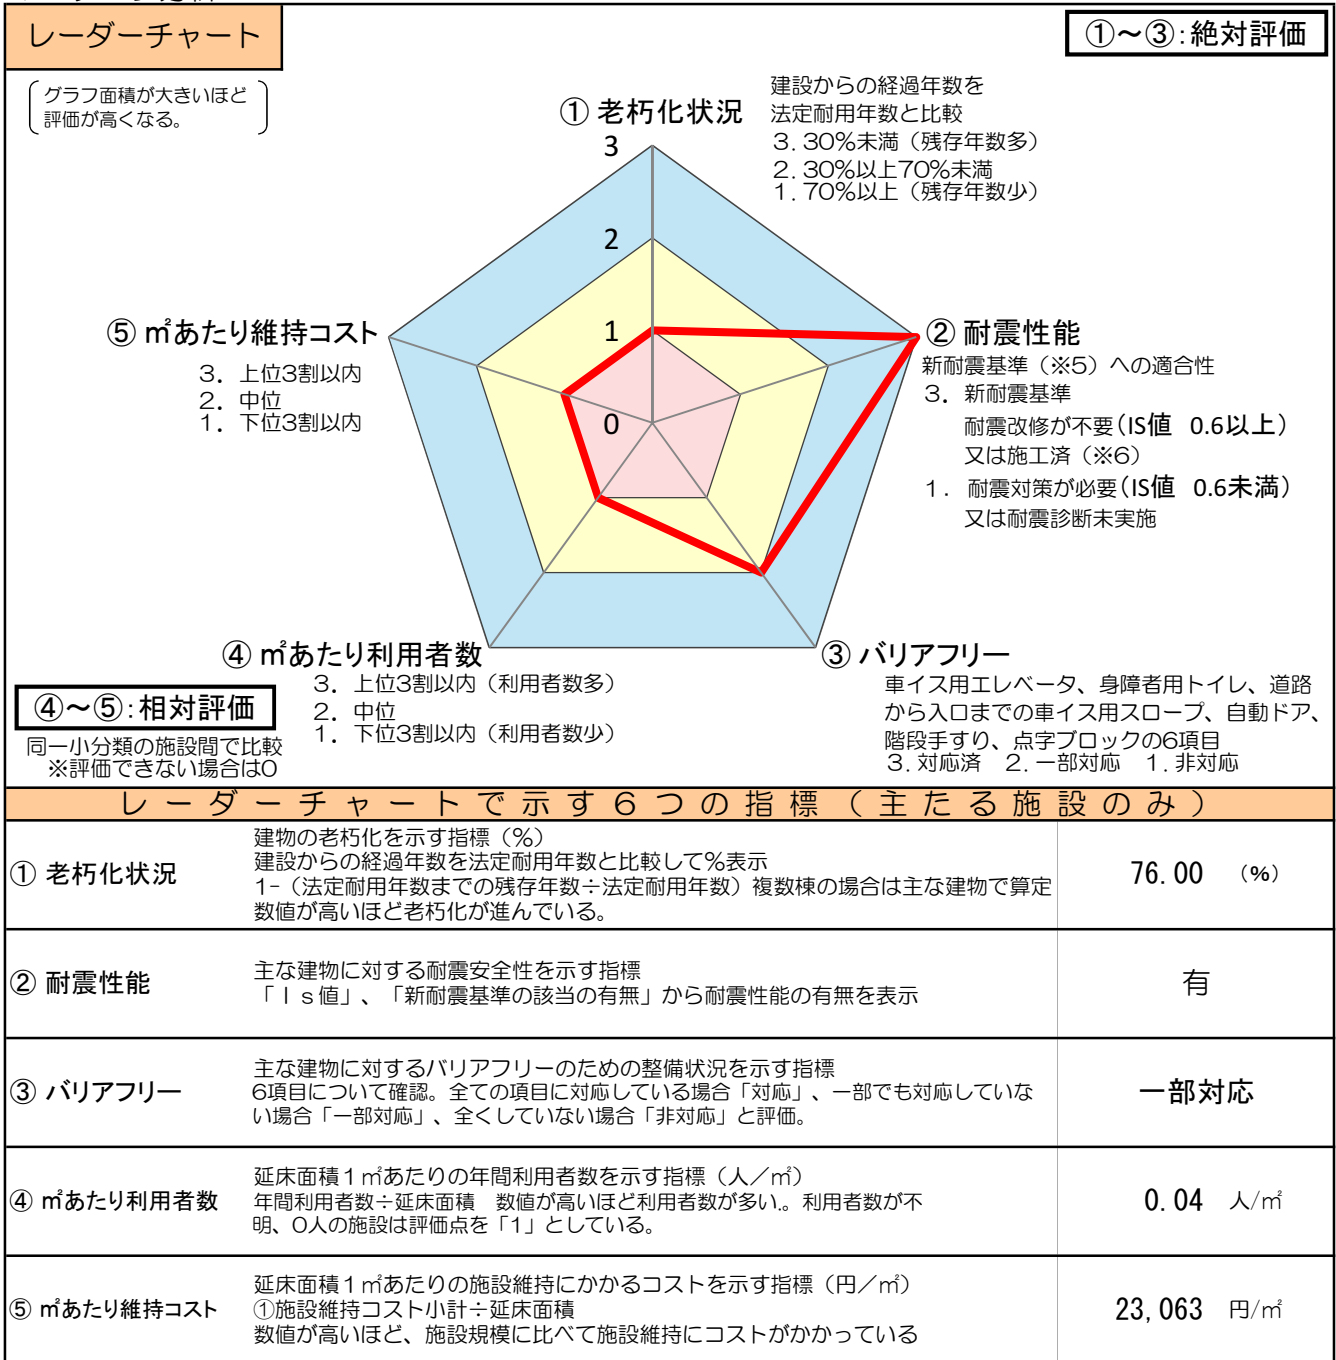 レーダーチャート
①～③:絶対評価
グラフ面積が大きいほど
評価が高くなる。
① 老朽化状況
建設からの経過年数を
法定耐用年数と比較
3. 30%未満（残存年数多）
2. 30%以上70%未満
1. 70%以上（残存年数少）
3
2
1
0
② 耐震性能
新耐震基準（※5）への適合性
3. 新耐震基準
耐震改修が不要(IS値 0.6以上)
又は施工済（※6）
1. 耐震対策が必要(IS値 0.6未満)
又は耐震診断未実施
⑤ ㎡あたり維持コスト
3. 上位3割以内
2. 中位
1. 下位3割以内
③ バリアフリー
車イス用エレベータ、身障者用トイレ、道路
から入口までの車イス用スロープ、自動ドア、
階段手すり、点字ブロックの6項目
3. 対応済 2. 一部対応 1. 非対応
④ ㎡あたり利用者数
3. 上位3割以内（利用者数多）
2. 中位
1. 下位3割以内（利用者数少）
④～⑤:相対評価
同一小分類の施設間で比較
※評価できない場合は0
レーダーチャートで示す6つの指標（主たる施設のみ）
① 老朽化状況
建物の老朽化を示す指標（%）
建設からの経過年数を法定耐用年数と比較して%表示
1-（法定耐用年数までの残存年数÷法定耐用年数）複数棟の場合は主な建物で算定
数値が高いほど老朽化が進んでいる。
76.00 (%)
② 耐震性能
主な建物に対する耐震安全性を示す指標
「Ｉｓ値」、「新耐震基準の該当の有無」から耐震性能の有無を表示
有
③ バリアフリー
主な建物に対するバリアフリーのための整備状況を示す指標
6項目について確認。全ての項目に対応している場合「対応」、一部でも対応していな
い場合「一部対応」、全くしていない場合「非対応」と評価。
一部対応
④ ㎡あたり利用者数
延床面積１㎡あたりの年間利用者数を示す指標（人／㎡）
年間利用者数÷延床面積 数値が高いほど利用者数が多い。利用者数が不
明、0人の施設は評価点を「1」としている。
0.04 人/㎡
⑤ ㎡あたり維持コスト
延床面積１㎡あたりの施設維持にかかるコストを示す指標（円／㎡）
①施設維持コスト小計÷延床面積
数値が高いほど、施設規模に比べて施設維持にコストがかかっている
23,063 円/㎡